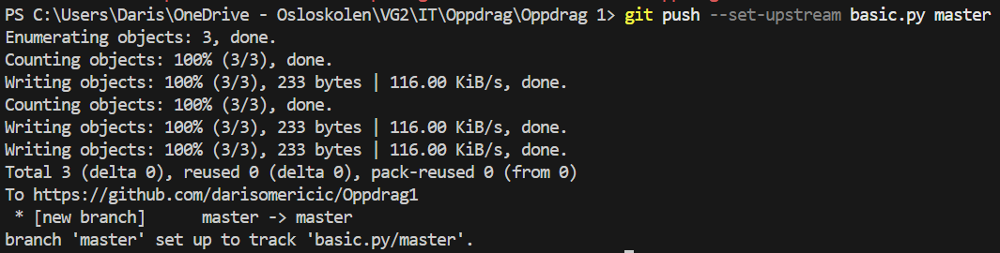 PS C:\Users\Daris\OneDrive - Osloskolen\VG2\IT\Oppdrag\Oppdrag 1> git push --set-upstream basic.py master
Enumerating objects: 3, done.
Counting objects: 100% (3/3), done.
Writing objects: 100% (3/3), 233 bytes | 116.00 KiB/s, done.
Counting objects: 100% (3/3), done.
Writing objects: 100% (3/3), 233 bytes | 116.00 KiB/s, done.
Writing objects: 100% (3/3), 233 bytes | 116.00 KiB/s, done.
Total 3 (delta 0), reused 0 (delta 0), pack-reused 0 (from 0)
To https://github.com/darisomericic/Oppdrag1
 * [new branch]      master -> master
branch 'master' set up to track 'basic.py/master'.